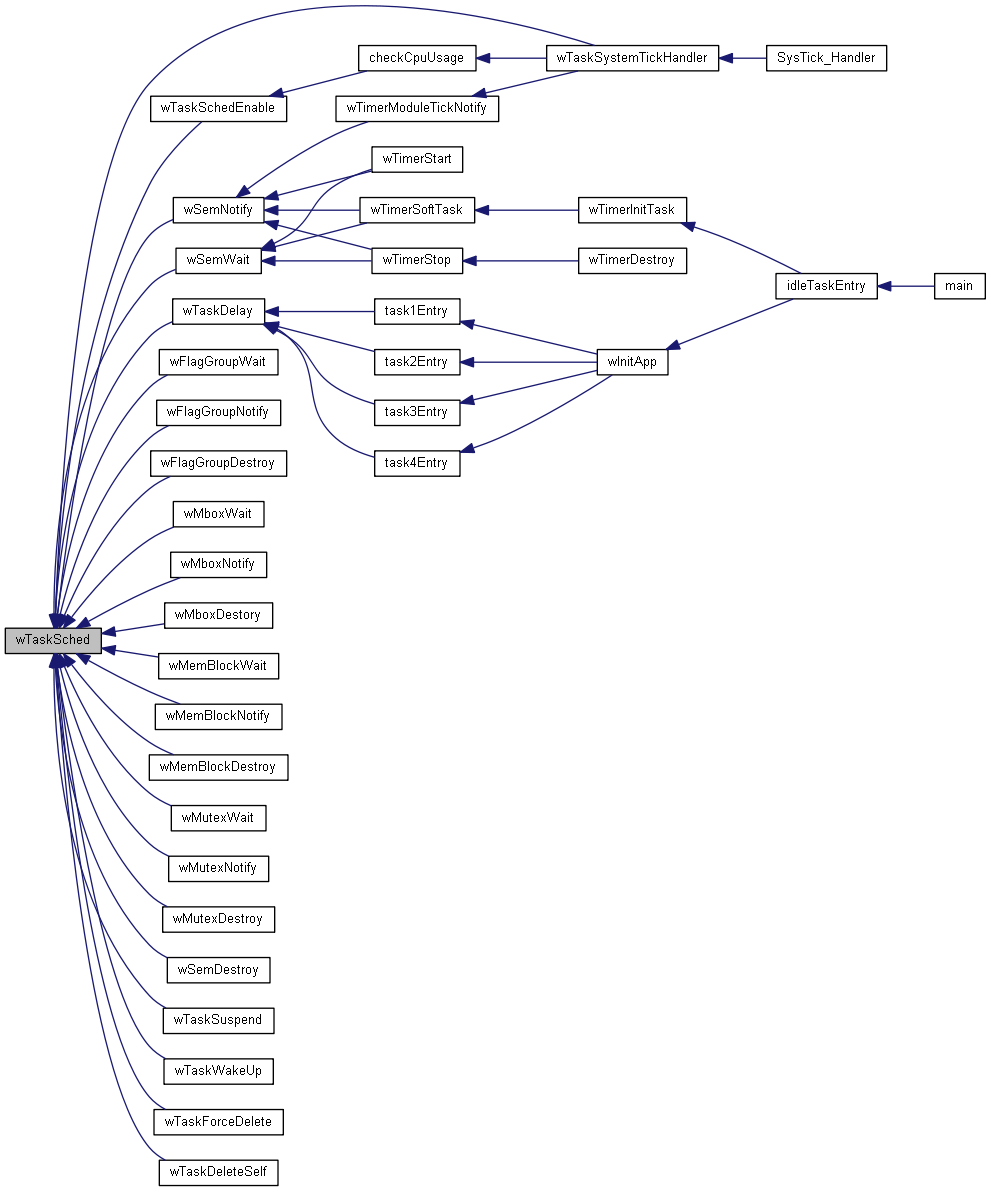 checkCpuUsage
wTaskSystemTickHandler
SysTick_Handler
wTaskSchedEnable
wTimerModuleTickNotify
wTimerStart
wSemNotify
wTimerSoftTask
wTimerInitTask
wSemWait
wTimerStop
wTimerDestroy
idleTaskEntry
main
wTaskDelay
task1Entry
wFlagGroupWait
task2Entry
wInitApp
wFlagGroupNotify
task3Entry
wFlagGroupDestroy
task4Entry
wMboxWait
wMboxNotify
wMboxDestory
wTaskSched
wMemBlockWait
wMemBlockNotify
wMemBlockDestroy
wMutexWait
wMutexNotify
wMutexDestroy
wSemDestroy
wTaskSuspend
wTaskWakeUp
wTaskForceDelete
wTaskDeleteSelf